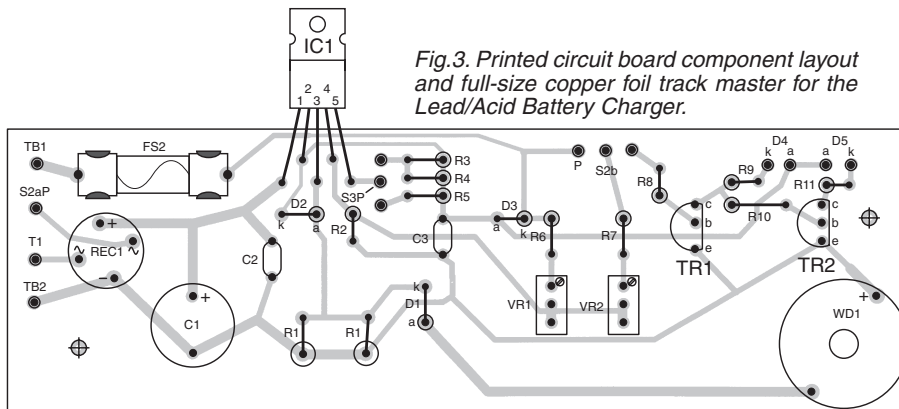 IC1
Fig.3. Printed circuit board component layout
and full-size copper foil track master for the
Lead/Acid Battery Charger.
2 4
1 3 5
TB1
FS2
S2aP
T1
TB2
+
REC1
~ ~
−
C1
+
C2
k D2 a
R1
R1
S3P
R2
R3
R4
R5
C3
k
D1
a
D3
a k
R6
VR1
P
S2b
R7
VR2
R8
c
b
e
TR1
R9
R10
D4
k a
D5
a k
R11
c
b
e
TR2
+
WD1